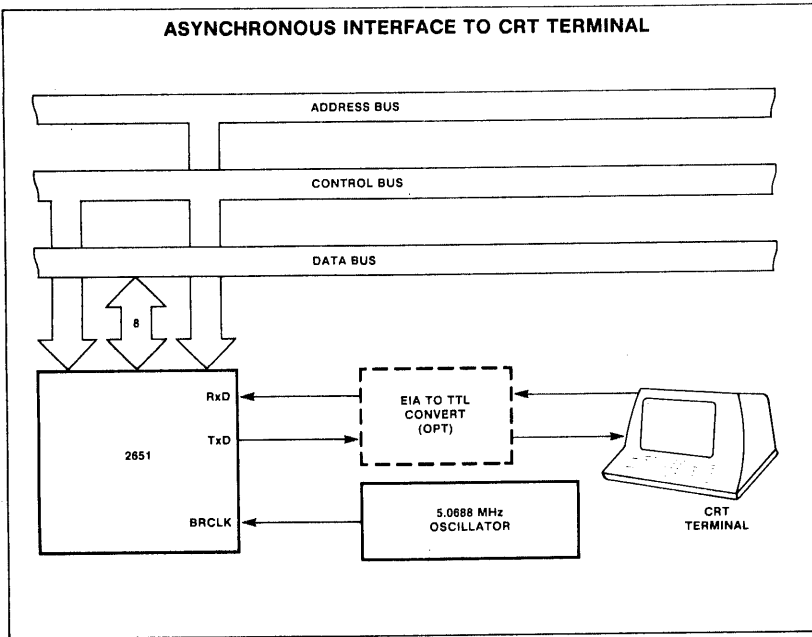 ASYNCHRONOUS INTERFACE TO CRT TERMINAL
ADDRESS BUS
CONTROL BUS
DATA BUS
8
RxD
TxD
2651
BRCLK
EIA TO TTL
CONVERT
(OPT)
5.0688 MHz
OSCILLATOR
CRT
TERMINAL